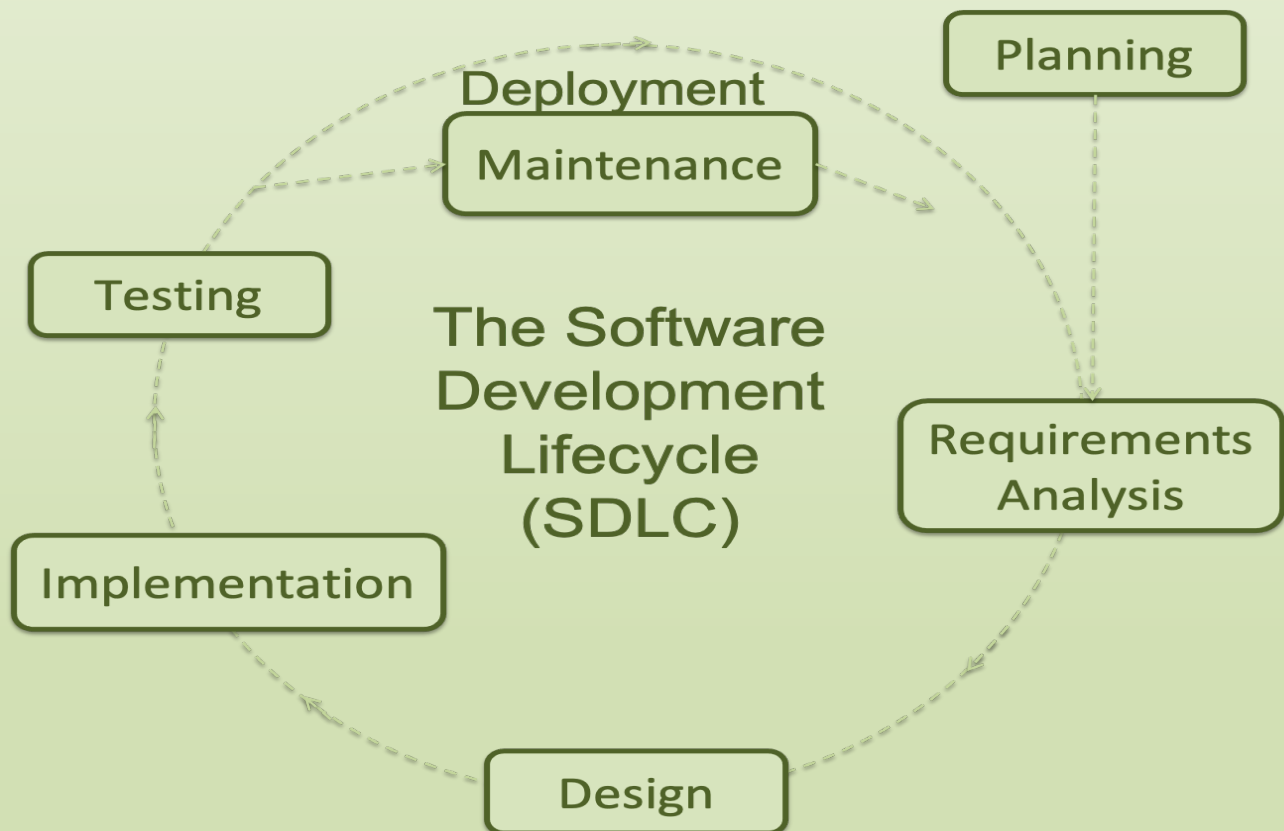 Planning
Deployment
Maintenance
Testing
The Software
Development
Lifecycle
(SDLC)
Requirements
Analysis
Implementation
Design